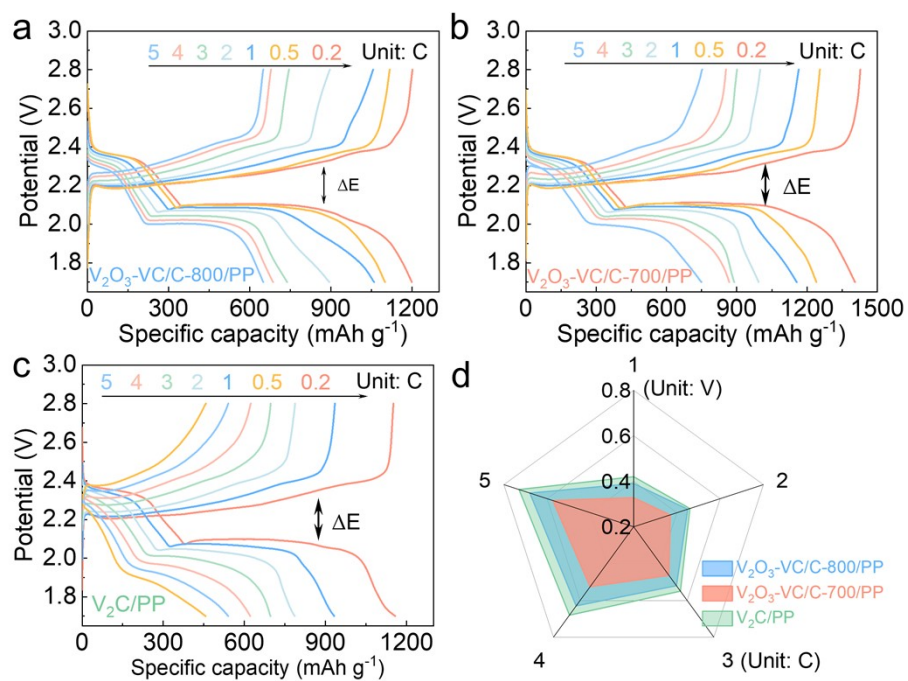 a
3.0
2.8
2.6
2.4
2.2
2.0
1.8
Potential (V)
5 4 3 2 1 0.5 0.2 Unit: C
ΔE
V₂O₃-VC/C-800/PP
0 300 600 900 1200
Specific capacity (mAh g⁻¹)
b
3.0
2.8
2.6
2.4
2.2
2.0
1.8
Potential (V)
5 4 3 2 1 0.5 0.2 Unit: C
ΔE
V₂O₃-VC/C-700/PP
0 300 600 900 1200 1500
Specific capacity (mAh g⁻¹)
c
3.0
2.8
2.6
2.4
2.2
2.0
1.8
Potential (V)
5 4 3 2 1 0.5 0.2 Unit: C
ΔE
V₂C/PP
0 300 600 900 1200
Specific capacity (mAh g⁻¹)
d
1
0.8 (Unit: V)
0.6
0.4
0.2
5
2
4
3 (Unit: C)
V₂O₃-VC/C-800/PP
V₂O₃-VC/C-700/PP
V₂C/PP